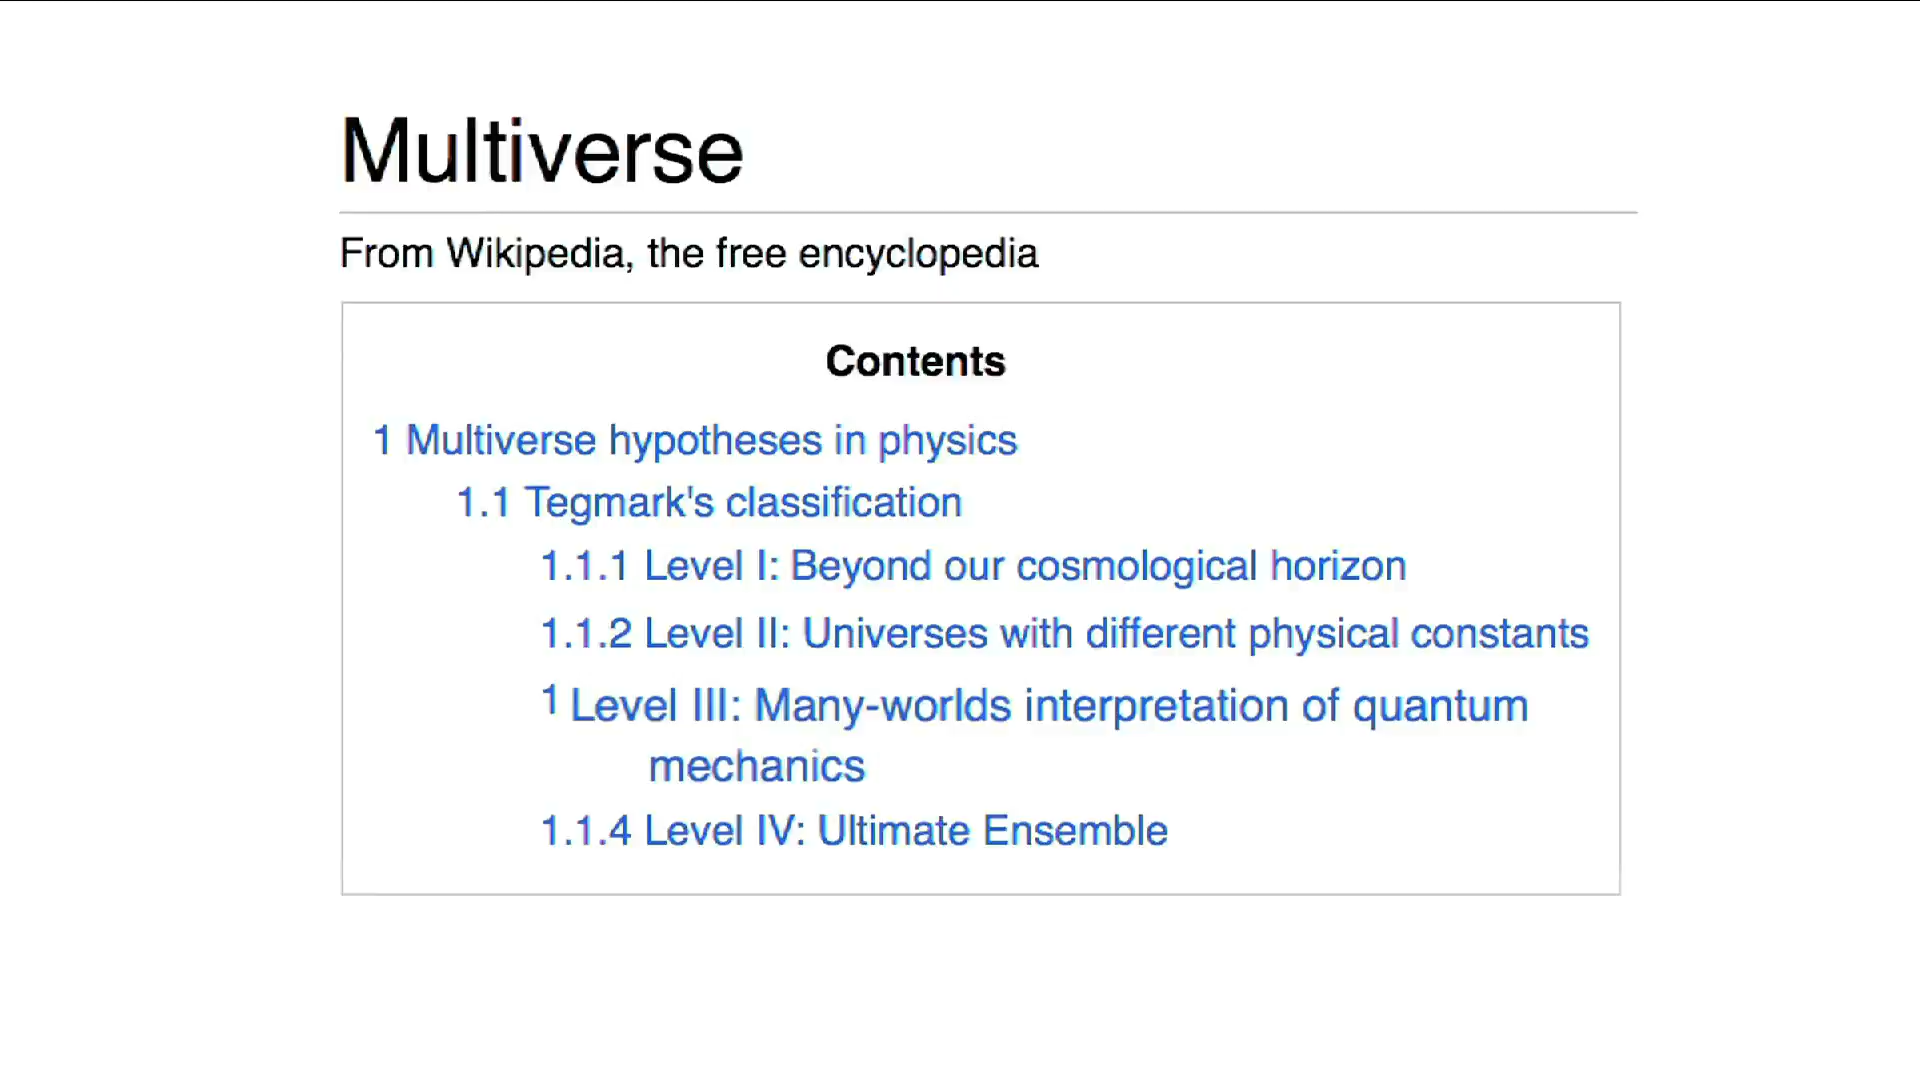 Multiverse
From Wikipedia, the free encyclopedia
Contents
1 Multiverse hypotheses in physics
1.1 Tegmark's classification
1.1.1 Level I: Beyond our cosmological horizon
1.1.2 Level II: Universes with different physical constants
1 Level III: Many-worlds interpretation of quantum
mechanics
1.1.4 Level IV: Ultimate Ensemble